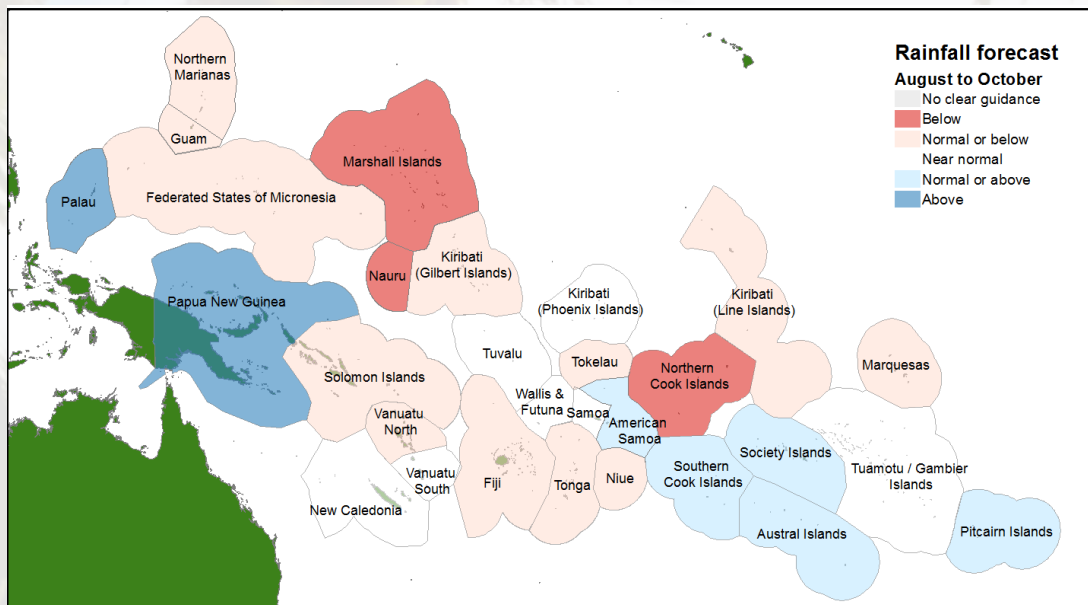 Rainfall forecast
August to October
No clear guidance
Below
Normal or below
Near normal
Normal or above
Above
Northern
Marianas
Guam
Palau
Federated States of Micronesia
Marshall Islands
Nauru
Kiribati
(Gilbert Islands)
Papua New Guinea
Kiribati
(Phoenix Islands)
Kiribati
(Line Islands)
Tuvalu
Tokelau
Northern
Cook Islands
Marquesas
Solomon Islands
Wallis &
Futuna
Samoa
American
Samoa
Vanuatu
North
Vanuatu
South
New Caledonia
Fiji
Tonga
Niue
Southern
Cook Islands
Society Islands
Tuamotu / Gambier
Islands
Austral Islands
Pitcairn Islands